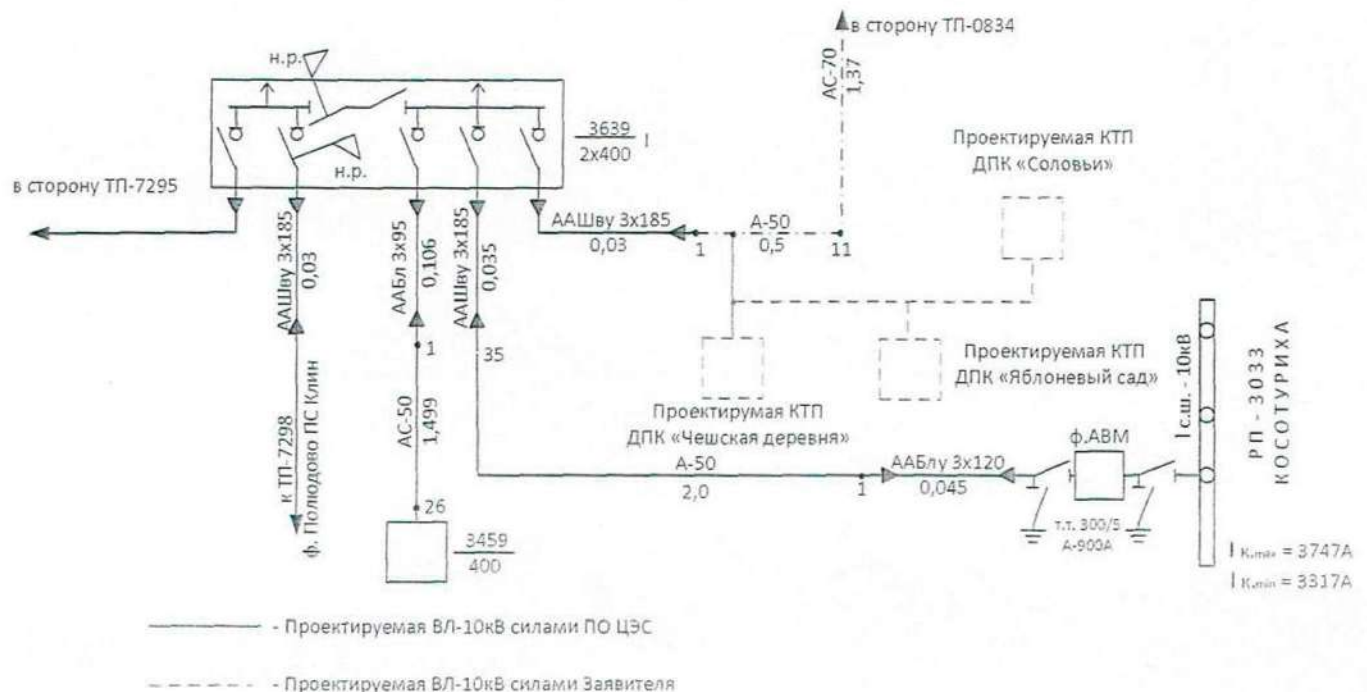 в сторону ТП-0834
н.р.
АС-70
1,37
3639
2х400
I
Проектируемая КТП
ДПК «Соловьи»
н.р.
в сторону ТП-7295
ААШву 3х185
0,03
ААБл 3х95
0,106
ААШву 3х185
0,035
ААШву 3х185
0,03
1
А-50
0,5
11
1
35
Проектируемая КТП
ДПК «Яблоневый сад»
Проектирумая КТП
ДПК «Чешская деревня»
I с.ш. - 10кВ
РП - 3033
КОСОТУРИХА
к ТП-7298
ф. Полюдово ПС Клин
АС-50
1,499
26
3459
400
А-50
2,0
1
ААБлу 3х120
0,045
ф.АВМ
т.т. 300/5
А-900А
I к.max = 3747А
I к.min = 3317А
- Проектируемая ВЛ-10кВ силами ПО ЦЭС
- Проектируемая ВЛ-10кВ силами Заявителя